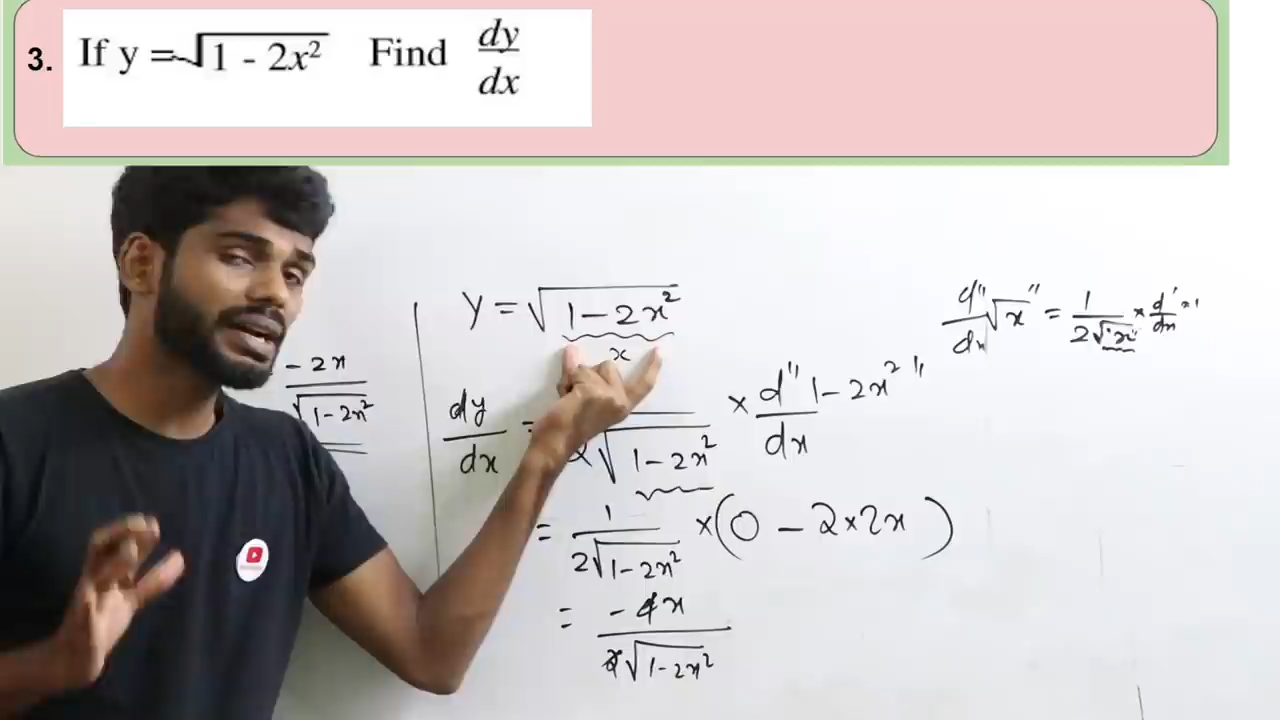 3. If y = √1 - 2x² Find dy/dx
y = √1-2x²
x
d"/dx √x" = 1/2√"x" × d"/dx "x"
-2x/√1-2x²
dy/dx = /2√1-2x² × d"/dx 1-2x²"
= 1/2√1-2x² × (0 - 2×2x)
= -4x/2√1-2x²